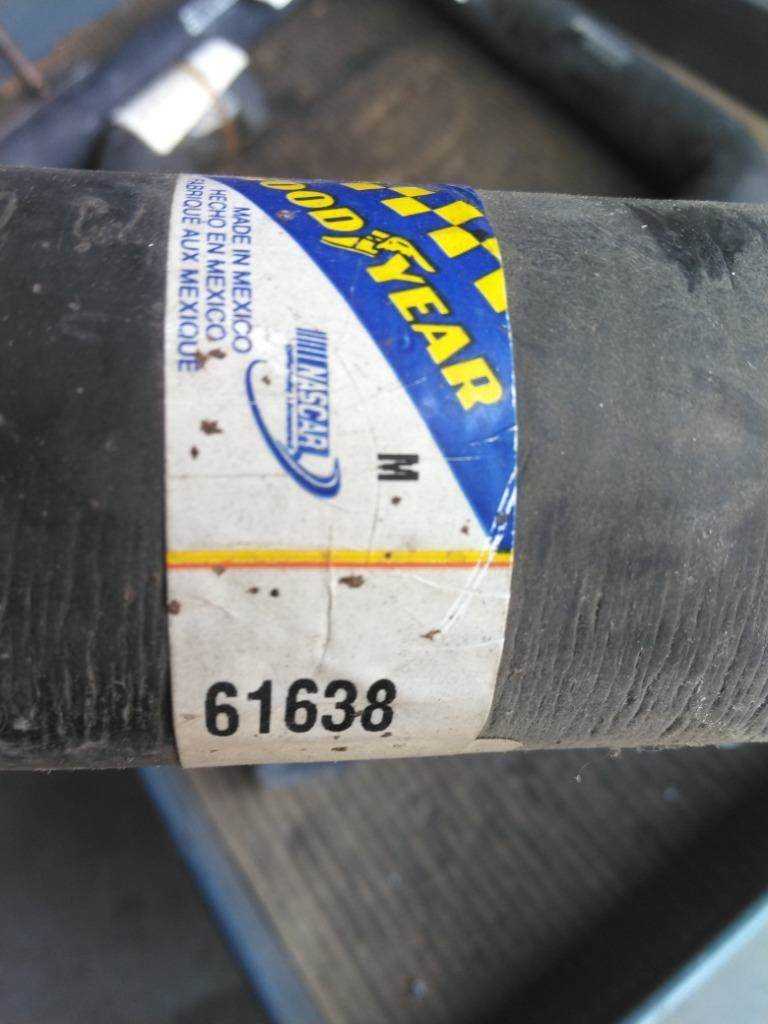 GOODYEAR
MADE IN MEXICO
HECHO EN MEXICO
FABRIQUE AUX MEXIQUE
NASCAR
M
61638